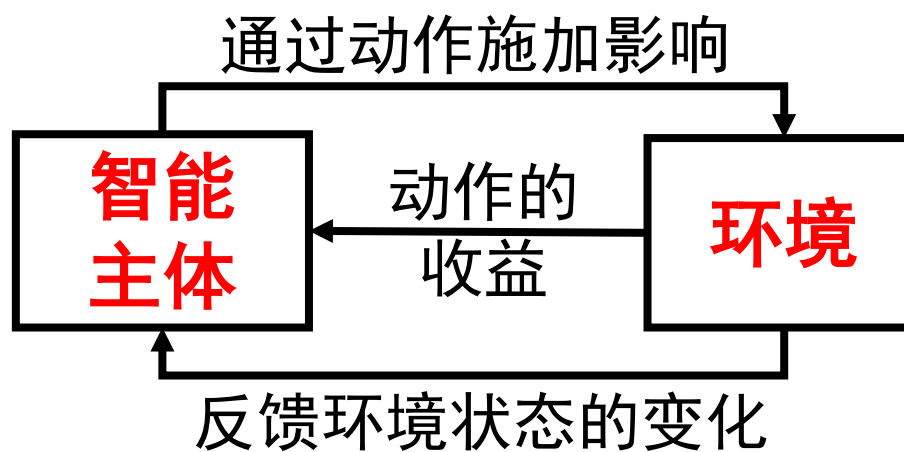 通过动作施加影响
智能
主体
动作的
收益
环境
反馈环境状态的变化